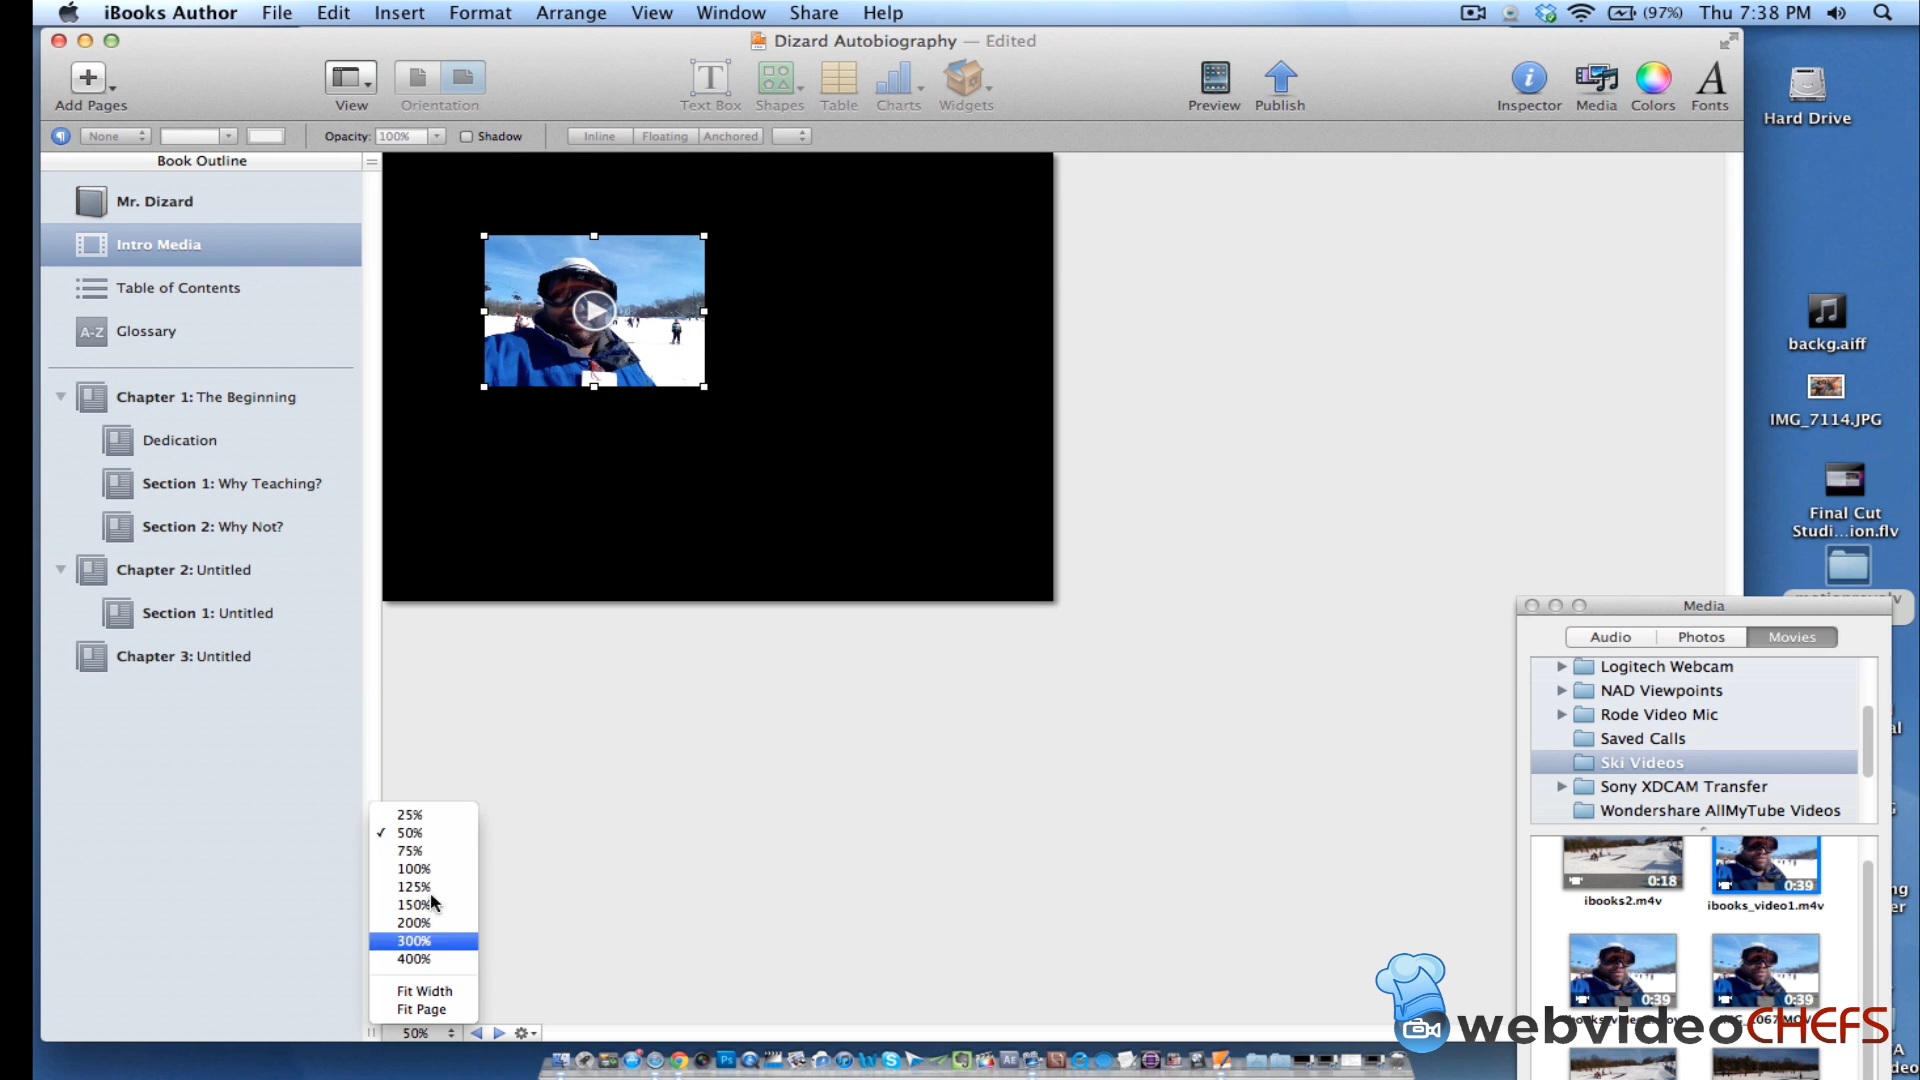 iBooks Author File Edit Insert Format Arrange View Window Share Help
(97%) Thu 7:38 PM
Dizard Autobiography — Edited
Add Pages View Orientation Text Box Shapes Table Charts Widgets Preview Publish Inspector Media Colors Fonts
None Opacity: 100% Shadow Inline Floating Anchored
Book Outline
Mr. Dizard
Intro Media
Table of Contents
A-Z Glossary
Chapter 1: The Beginning
Dedication
Section 1: Why Teaching?
Section 2: Why Not?
Chapter 2: Untitled
Section 1: Untitled
Chapter 3: Untitled
25%
50%
75%
100%
125%
150%
200%
300%
400%
Fit Width
Fit Page
50%
Hard Drive
backg.aiff
IMG_7114.JPG
Final Cut
Studi...ion.flv
Media
Audio Photos Movies
Logitech Webcam
NAD Viewpoints
Rode Video Mic
Saved Calls
Ski Videos
Sony XDCAM Transfer
Wondershare AllMyTube Videos
0:18 0:39
ibooks2.m4v ibooks_video1.m4v
0:39 0:39
webvideoCHEFS